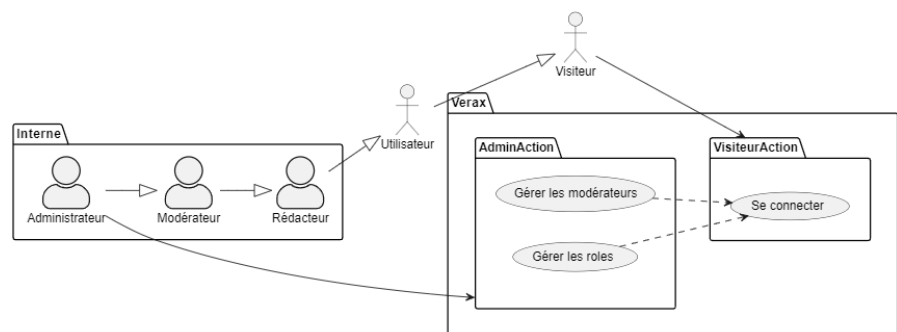 Visiteur
Verax
Interne
Utilisateur
AdminAction
VisiteurAction
Gérer les modérateurs
Se connecter
Administrateur
Modérateur
Rédacteur
Gérer les roles